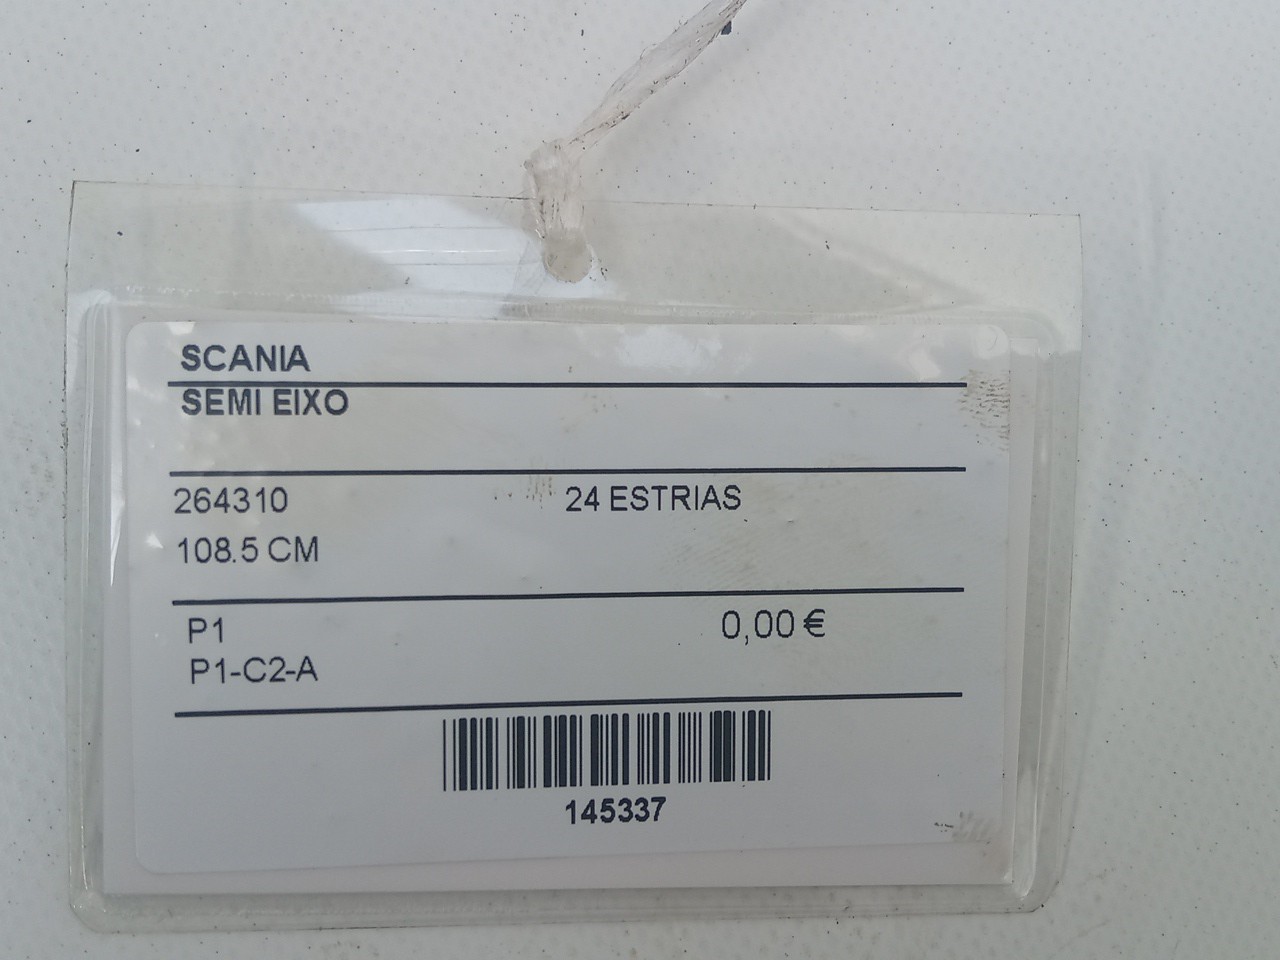 SCANIA
SEMI EIXO
264310 24 ESTRIAS
108.5 CM
P1 0,00 €
P1-C2-A
145337